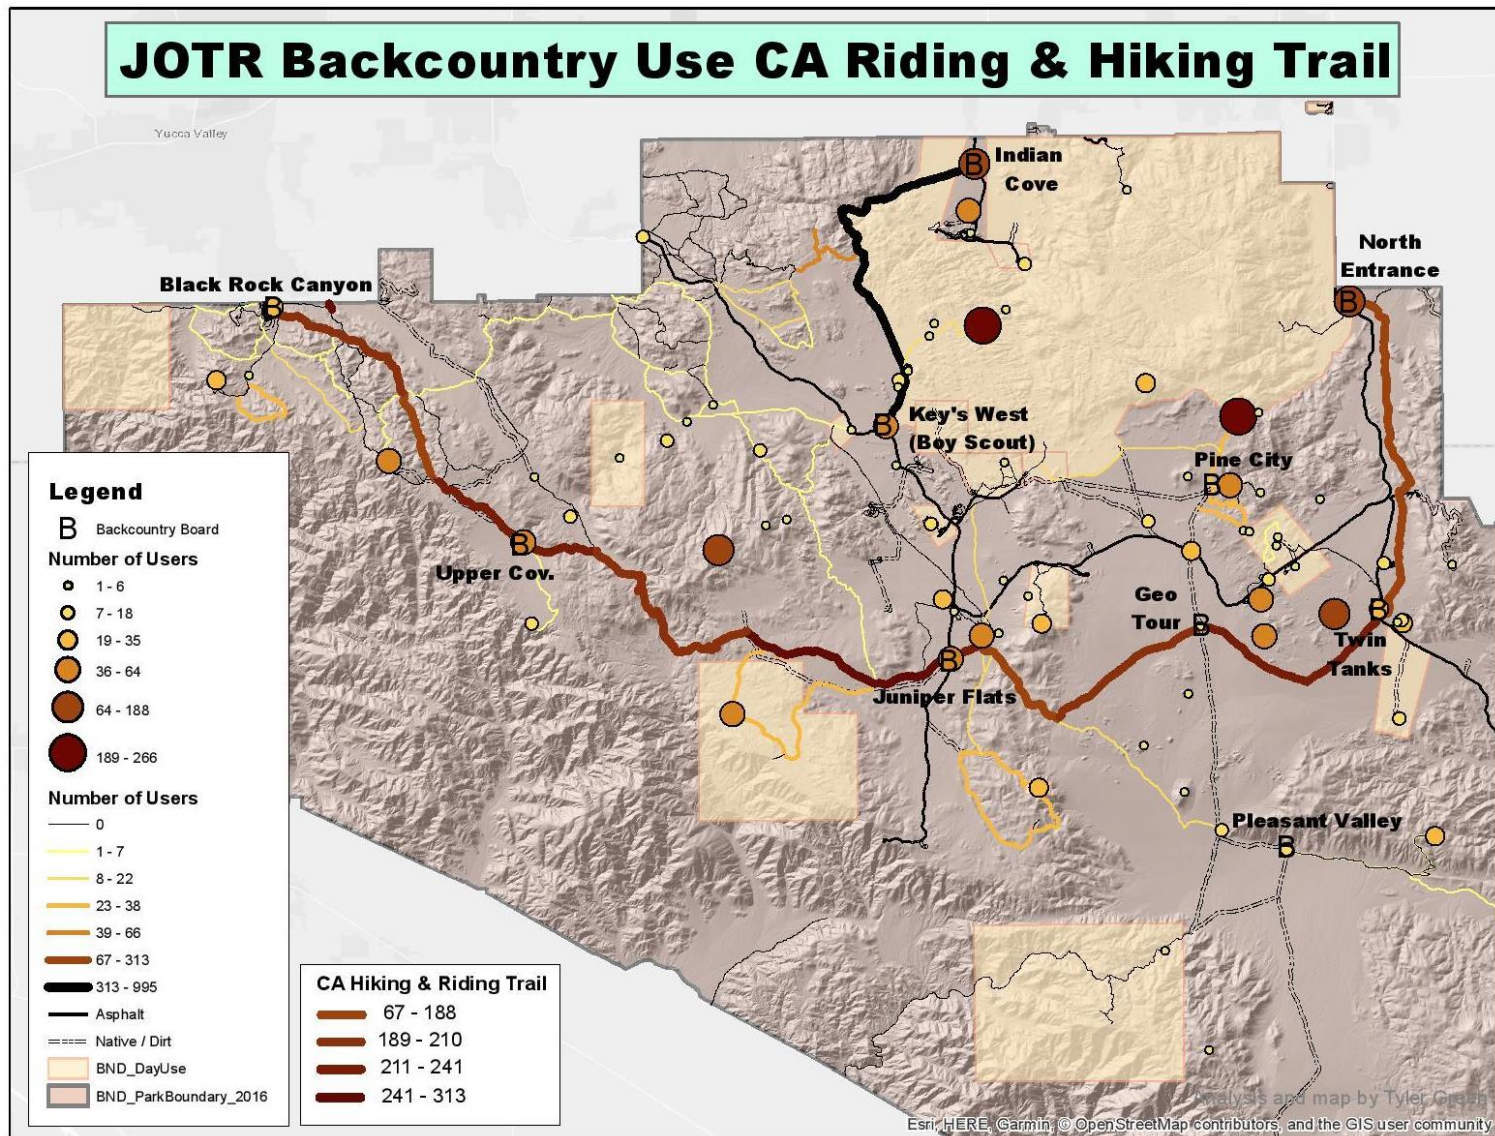 JOTR Backcountry Use CA Riding & Hiking Trail
Yucca Valley
B Indian
Cove
North
Entrance
B
Black Rock Canyon
B
B Key's West
(Boy Scout)
Pine City
B
B
Upper Cov.
Geo
Tour B
B
Twin
Tanks
B
Juniper Flats
Pleasant Valley
B
Legend
B Backcountry Board
Number of Users
1 - 6
7 - 18
19 - 35
36 - 64
64 - 188
189 - 266
Number of Users
0
1 - 7
8 - 22
23 - 38
39 - 66
67 - 313
313 - 995
Asphalt
Native / Dirt
BND_DayUse
BND_ParkBoundary_2016
CA Hiking & Riding Trail
67 - 188
189 - 210
211 - 241
241 - 313
Analysis and map by Tyler Green
Esri, HERE, Garmin, © OpenStreetMap contributors, and the GIS user community